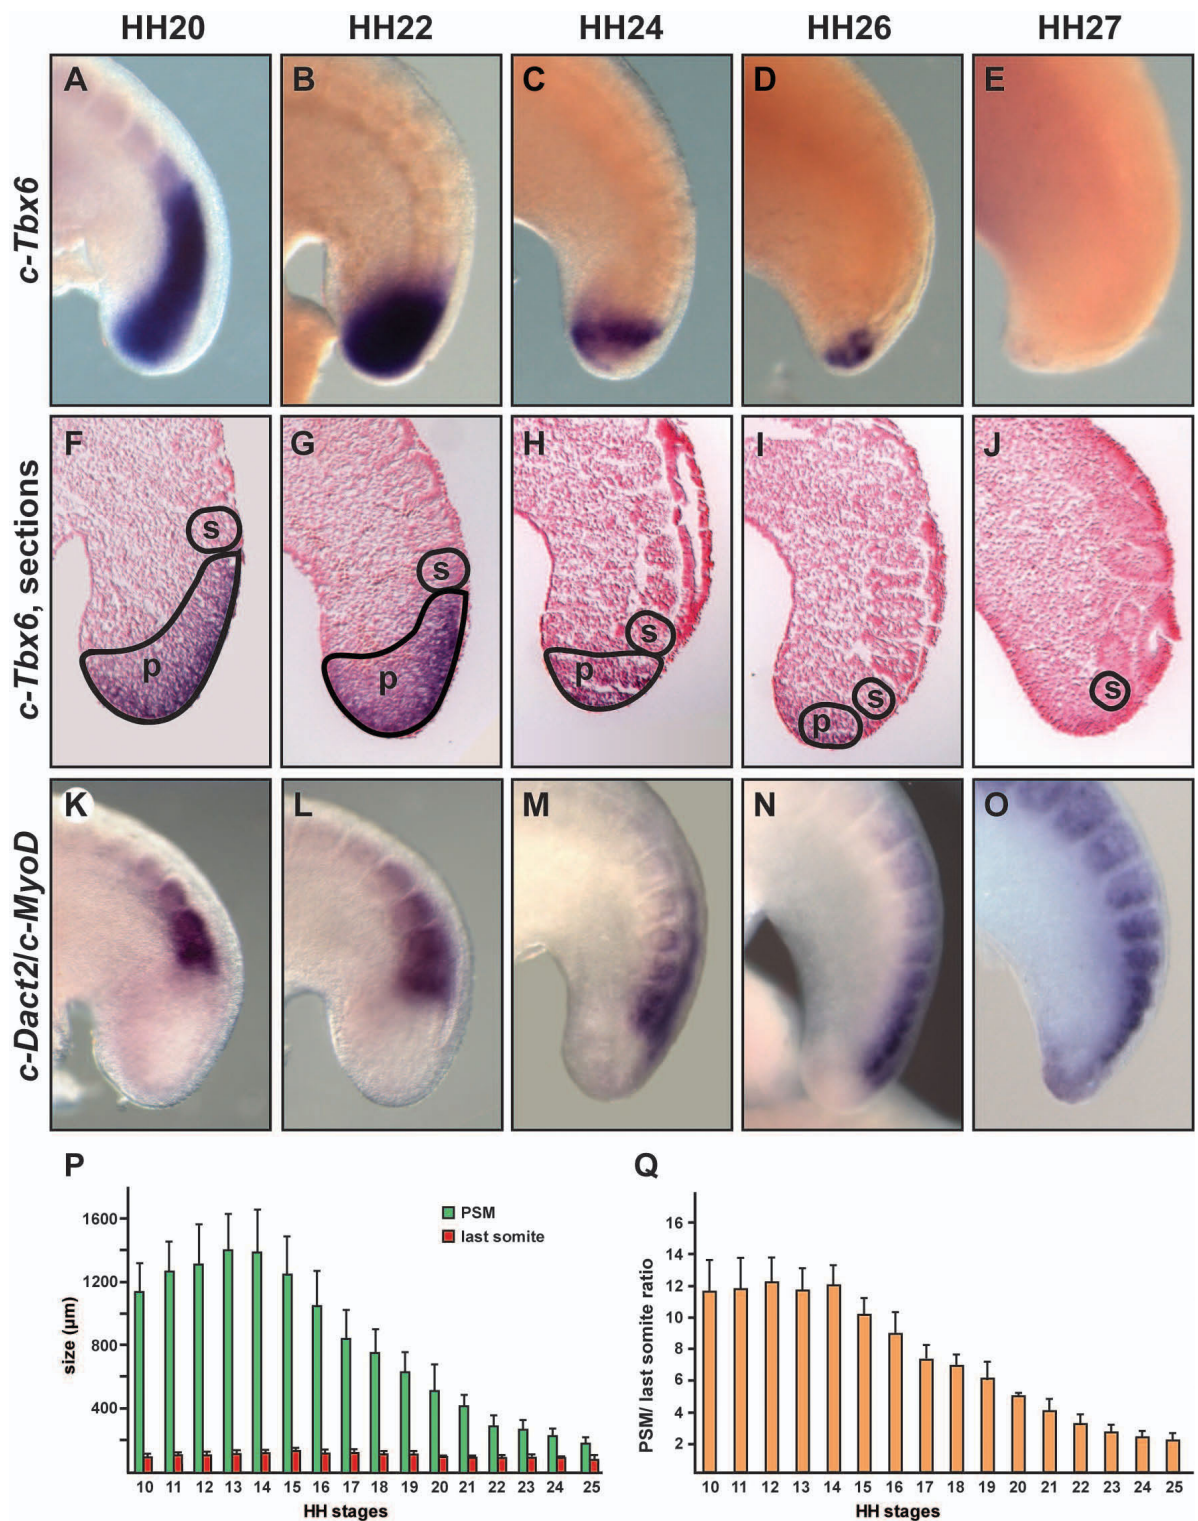 HH20 HH22 HH24 HH26 HH27
c-Tbx6
A B C D E
c-Tbx6, sections
F G H I J
s s s s s
p p p p
c-Dact2/c-MyoD
K L M N O
P Q
PSM
last somite
size (µm)
1600
1200
800
400
10 11 12 13 14 15 16 17 18 19 20 21 22 23 24 25
HH stages
PSM/ last somite ratio
16
14
12
10
8
6
4
2
10 11 12 13 14 15 16 17 18 19 20 21 22 23 24 25
HH stages